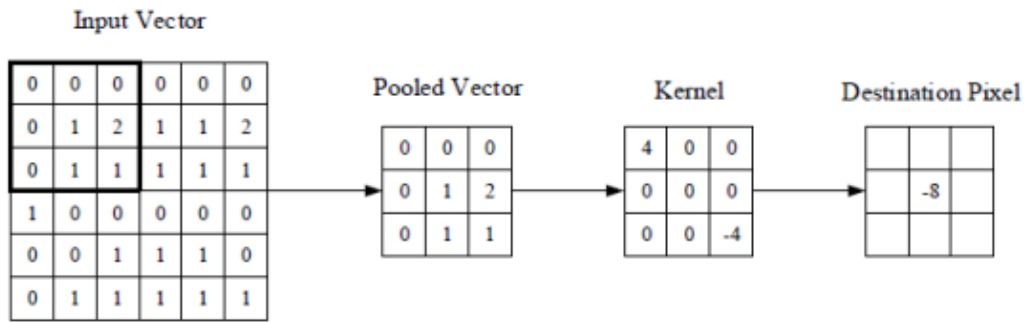 Input Vector
Pooled Vector
Kernel
Destination Pixel
0 0 0 0 0 0
0 1 2 1 1 2
0 1 1 1 1 1
1 0 0 0 0 0
0 0 1 1 1 0
0 1 1 1 1 1
0 0 0
0 1 2
0 1 1
4 0 0
0 0 0
0 0 -4
-8